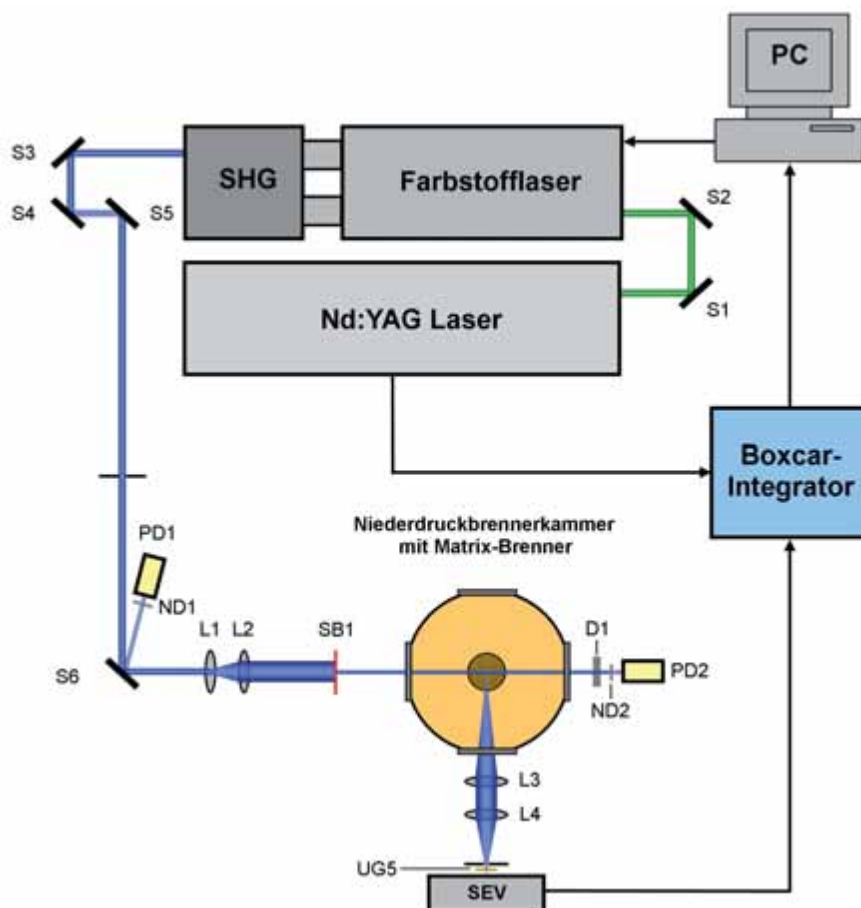 PC
S3
SHG
Farbstofflaser
S2
S4
S5
Nd:YAG Laser
S1
Boxcar-
Integrator
Niederdruckbrennerkammer
mit Matrix-Brenner
PD1
ND1
L1
L2
SB1
D1
S6
PD2
ND2
L3
L4
UG5
SEV